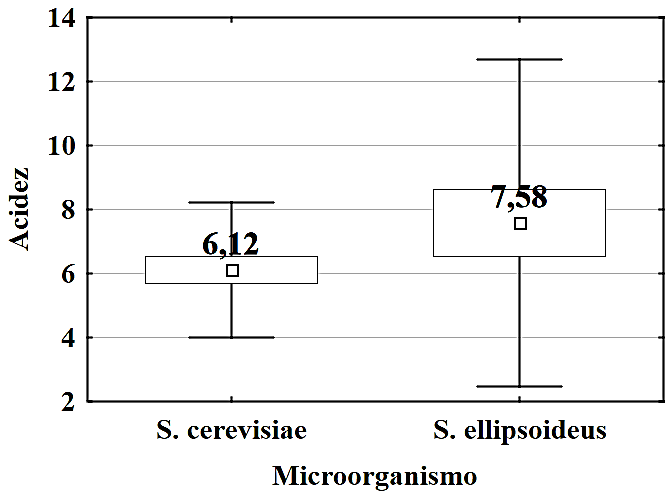 14
12
10
8
6
4
2
Acidez
6,12
7,58
S. cerevisiae
S. ellipsoideus
Microorganismo